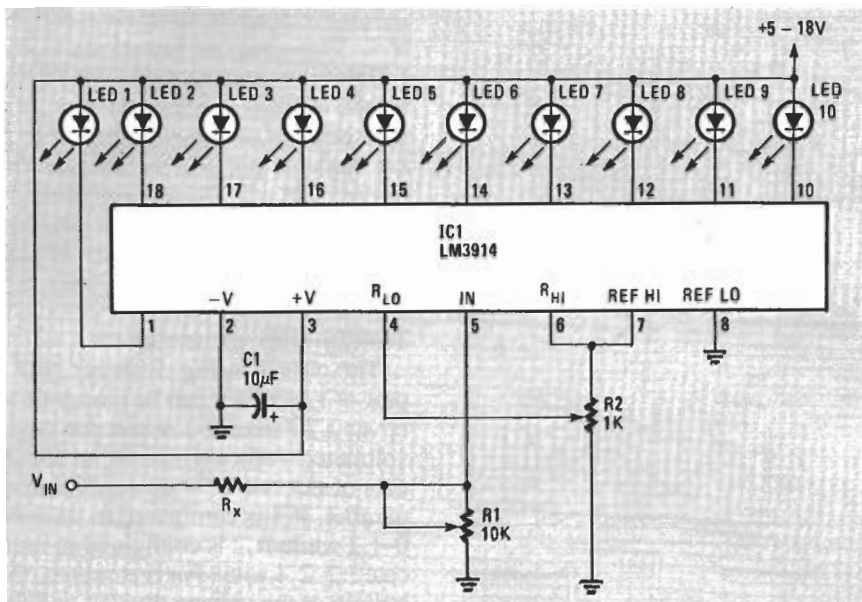 +5 – 18V
LED 1
LED 2
LED 3
LED 4
LED 5
LED 6
LED 7
LED 8
LED 9
LED
10
18
17
16
15
14
13
12
11
10
IC1
LM3914
–V
+V
RLO
IN
RHI
REF HI
REF LO
1
2
3
4
5
6
7
8
C1
10μF
+
R2
1K
VIN
RX
R1
10K